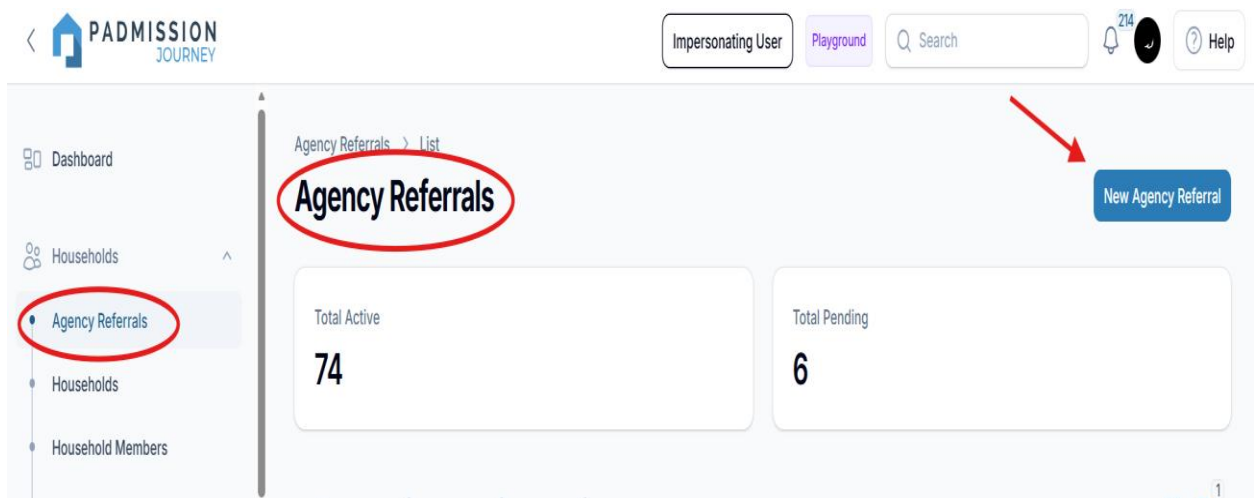 PADMISSION
JOURNEY
Impersonating User
Playground
Search
214
Help
Dashboard
Households
Agency Referrals
Households
Household Members
Agency Referrals > List
Agency Referrals
New Agency Referral
Total Active
74
Total Pending
6
1